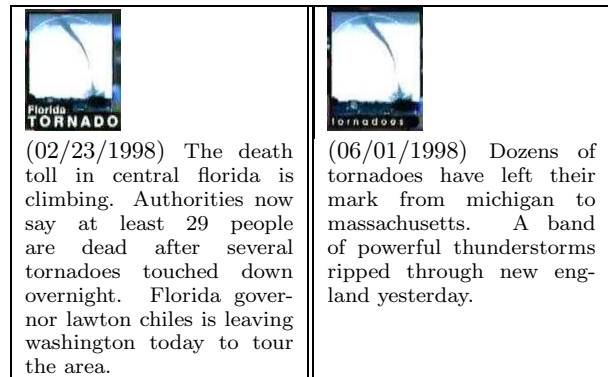 Florida
TORNADO
(02/23/1998) The death
toll in central florida is
climbing. Authorities now
say at least 29 people
are dead after several
tornadoes touched down
overnight. Florida gover-
nor lawton chiles is leaving
washington today to tour
the area.
tornadoes
(06/01/1998) Dozens of
tornadoes have left their
mark from michigan to
massachusetts. A band
of powerful thunderstorms
ripped through new eng-
land yesterday.